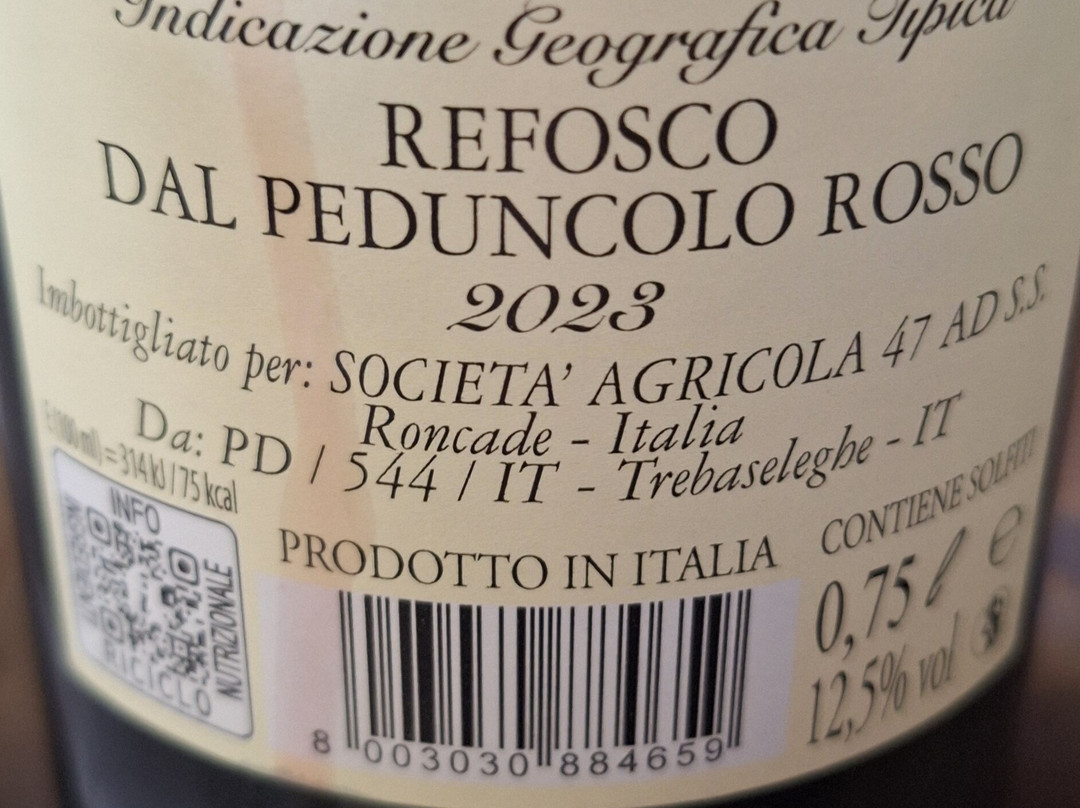 Indicazione Geografica Tipica
REFOSCO
DAL PEDUNCOLO ROSSO
2023
Imbottigliato per: SOCIETA' AGRICOLA 47 AD S.S.
Roncade - Italia
Da: PD / 544 / IT - Trebaseleghe - IT
E (100ml) = 314 kJ / 75 kcal
INFO
NUTRIZIONALE
RICICLO
PRODOTTO IN ITALIA
CONTIENE SOLFITI
0,75 l e
12,5% vol
8 003030 884659